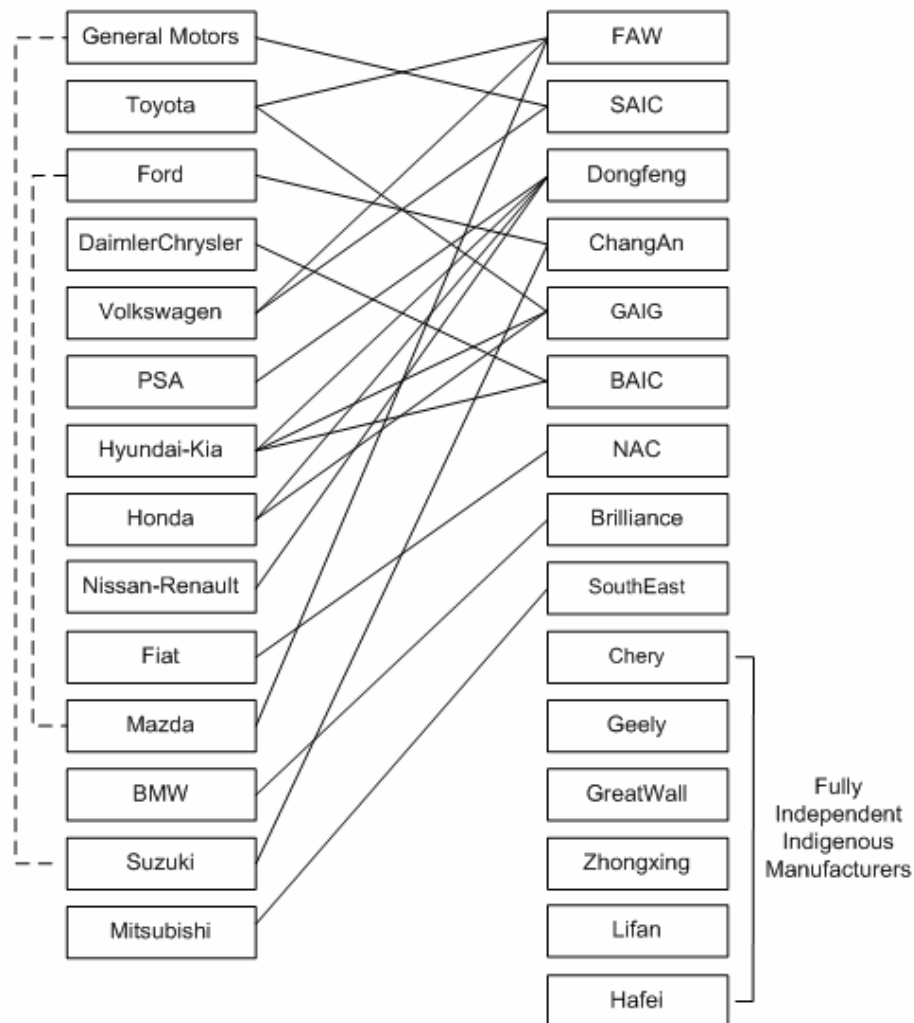 General Motors
FAW
Toyota
SAIC
Ford
Dongfeng
DaimlerChrysler
ChangAn
Volkswagen
GAIG
PSA
BAIC
Hyundai-Kia
NAC
Honda
Brilliance
Nissan-Renault
SouthEast
Fiat
Chery
Mazda
Geely
BMW
GreatWall
Suzuki
Zhongxing
Mitsubishi
Lifan
Hafei
Fully
Independent
Indigenous
Manufacturers